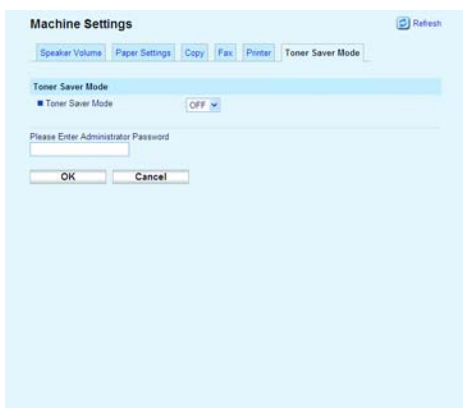 Machine Settings
Refresh
Speaker Volume Paper Settings Copy Fax Printer Toner Saver Mode
Toner Saver Mode
Toner Saver Mode OFF
Please Enter Administrator Password
OK Cancel